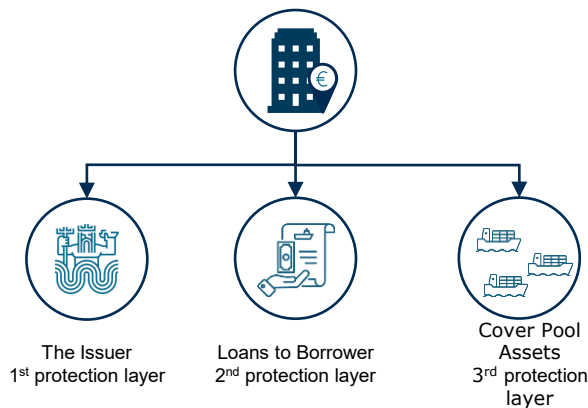 €
The Issuer
1st protection layer
Loans to Borrower
2nd protection layer
Cover Pool
Assets
3rd protection
layer